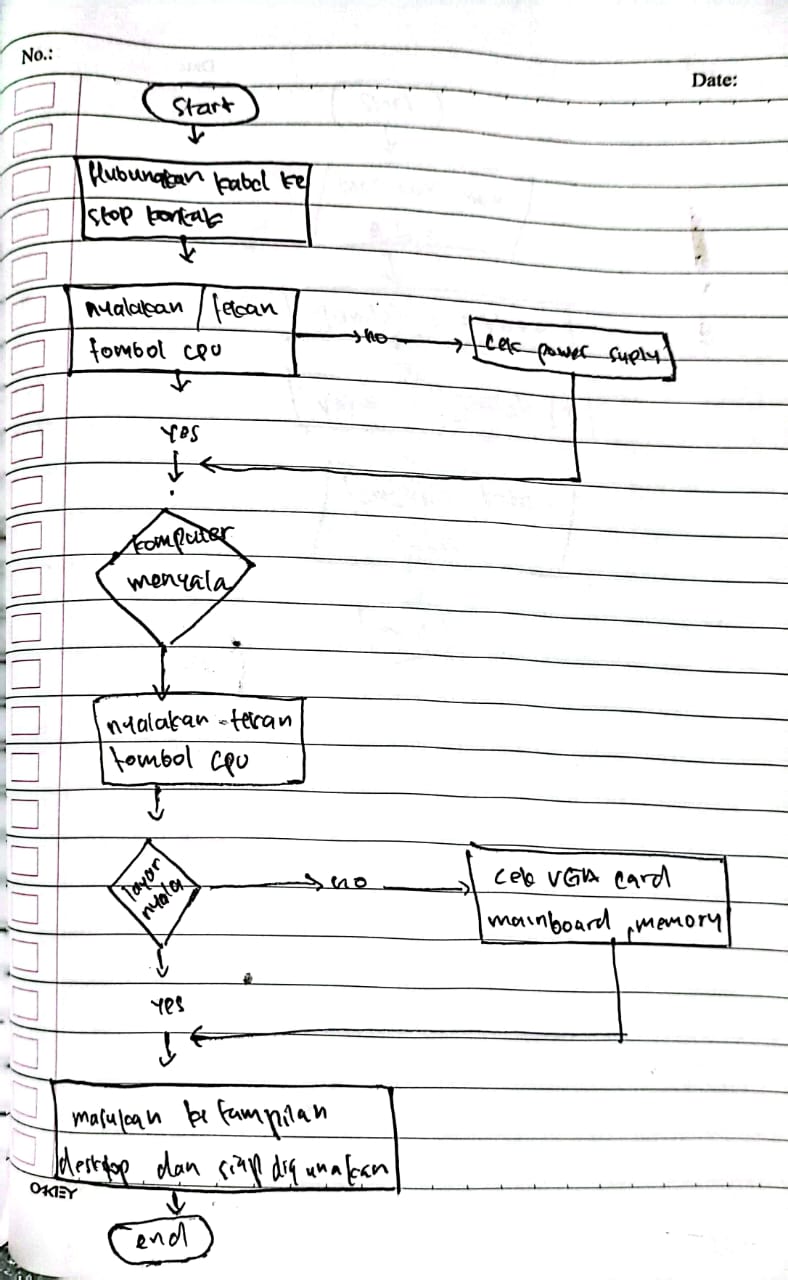 No.:
Date:
Start
Hubungkan kabel ke
stop kontak
nyalakan / tekan
tombol CPU
no
cek power suply
yes
komputer
menyala
nyalakan - tekan
tombol CPU
layar
nyala
no
cek VGA card
mainboard, memory
yes
masukan ke tampilan
desktop dan siap digunakan
OKEY
end